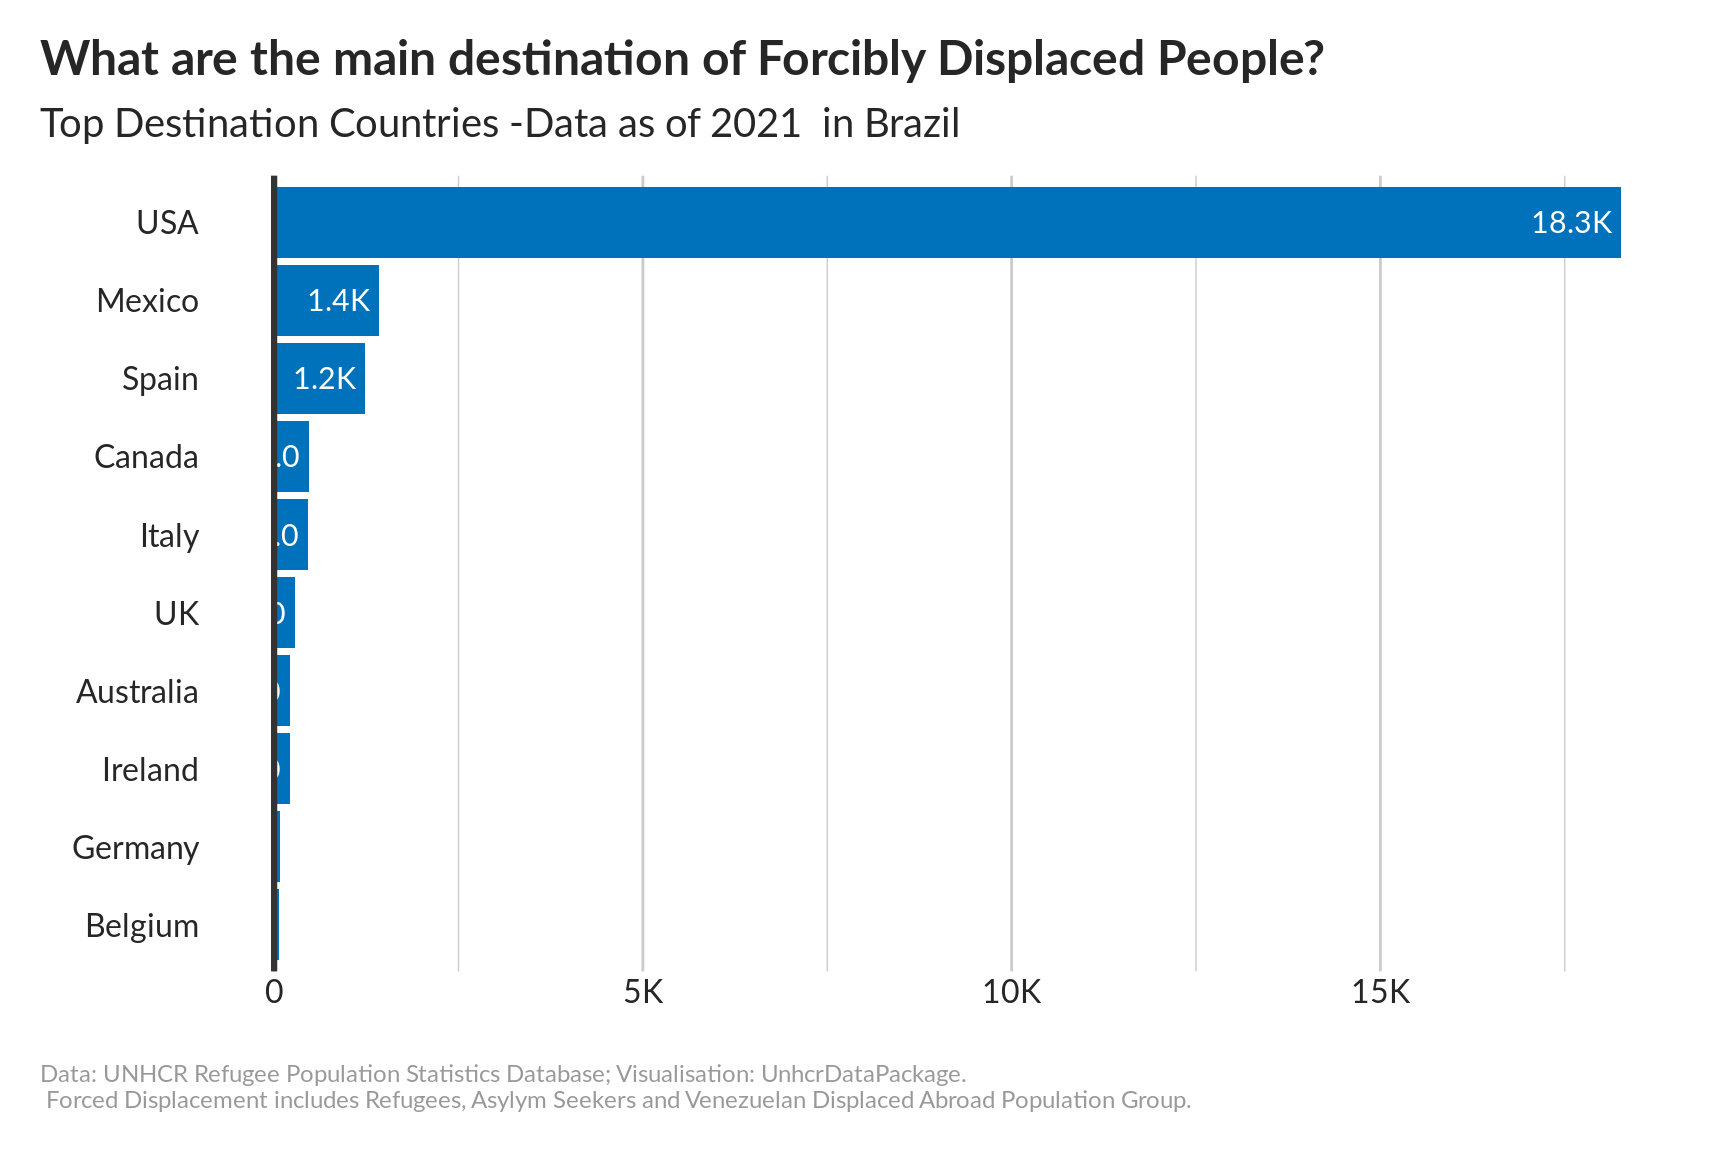 What are the main destination of Forcibly Displaced People?
Top Destination Countries -Data as of 2021  in Brazil
USA
18.3K
Mexico
1.4K
Spain
1.2K
Canada
.0
Italy
.0
UK
Australia
Ireland
Germany
Belgium
0
5K
10K
15K
Data: UNHCR Refugee Population Statistics Database; Visualisation: UnhcrDataPackage.
Forced Displacement includes Refugees, Asylym Seekers and Venezuelan Displaced Abroad Population Group.